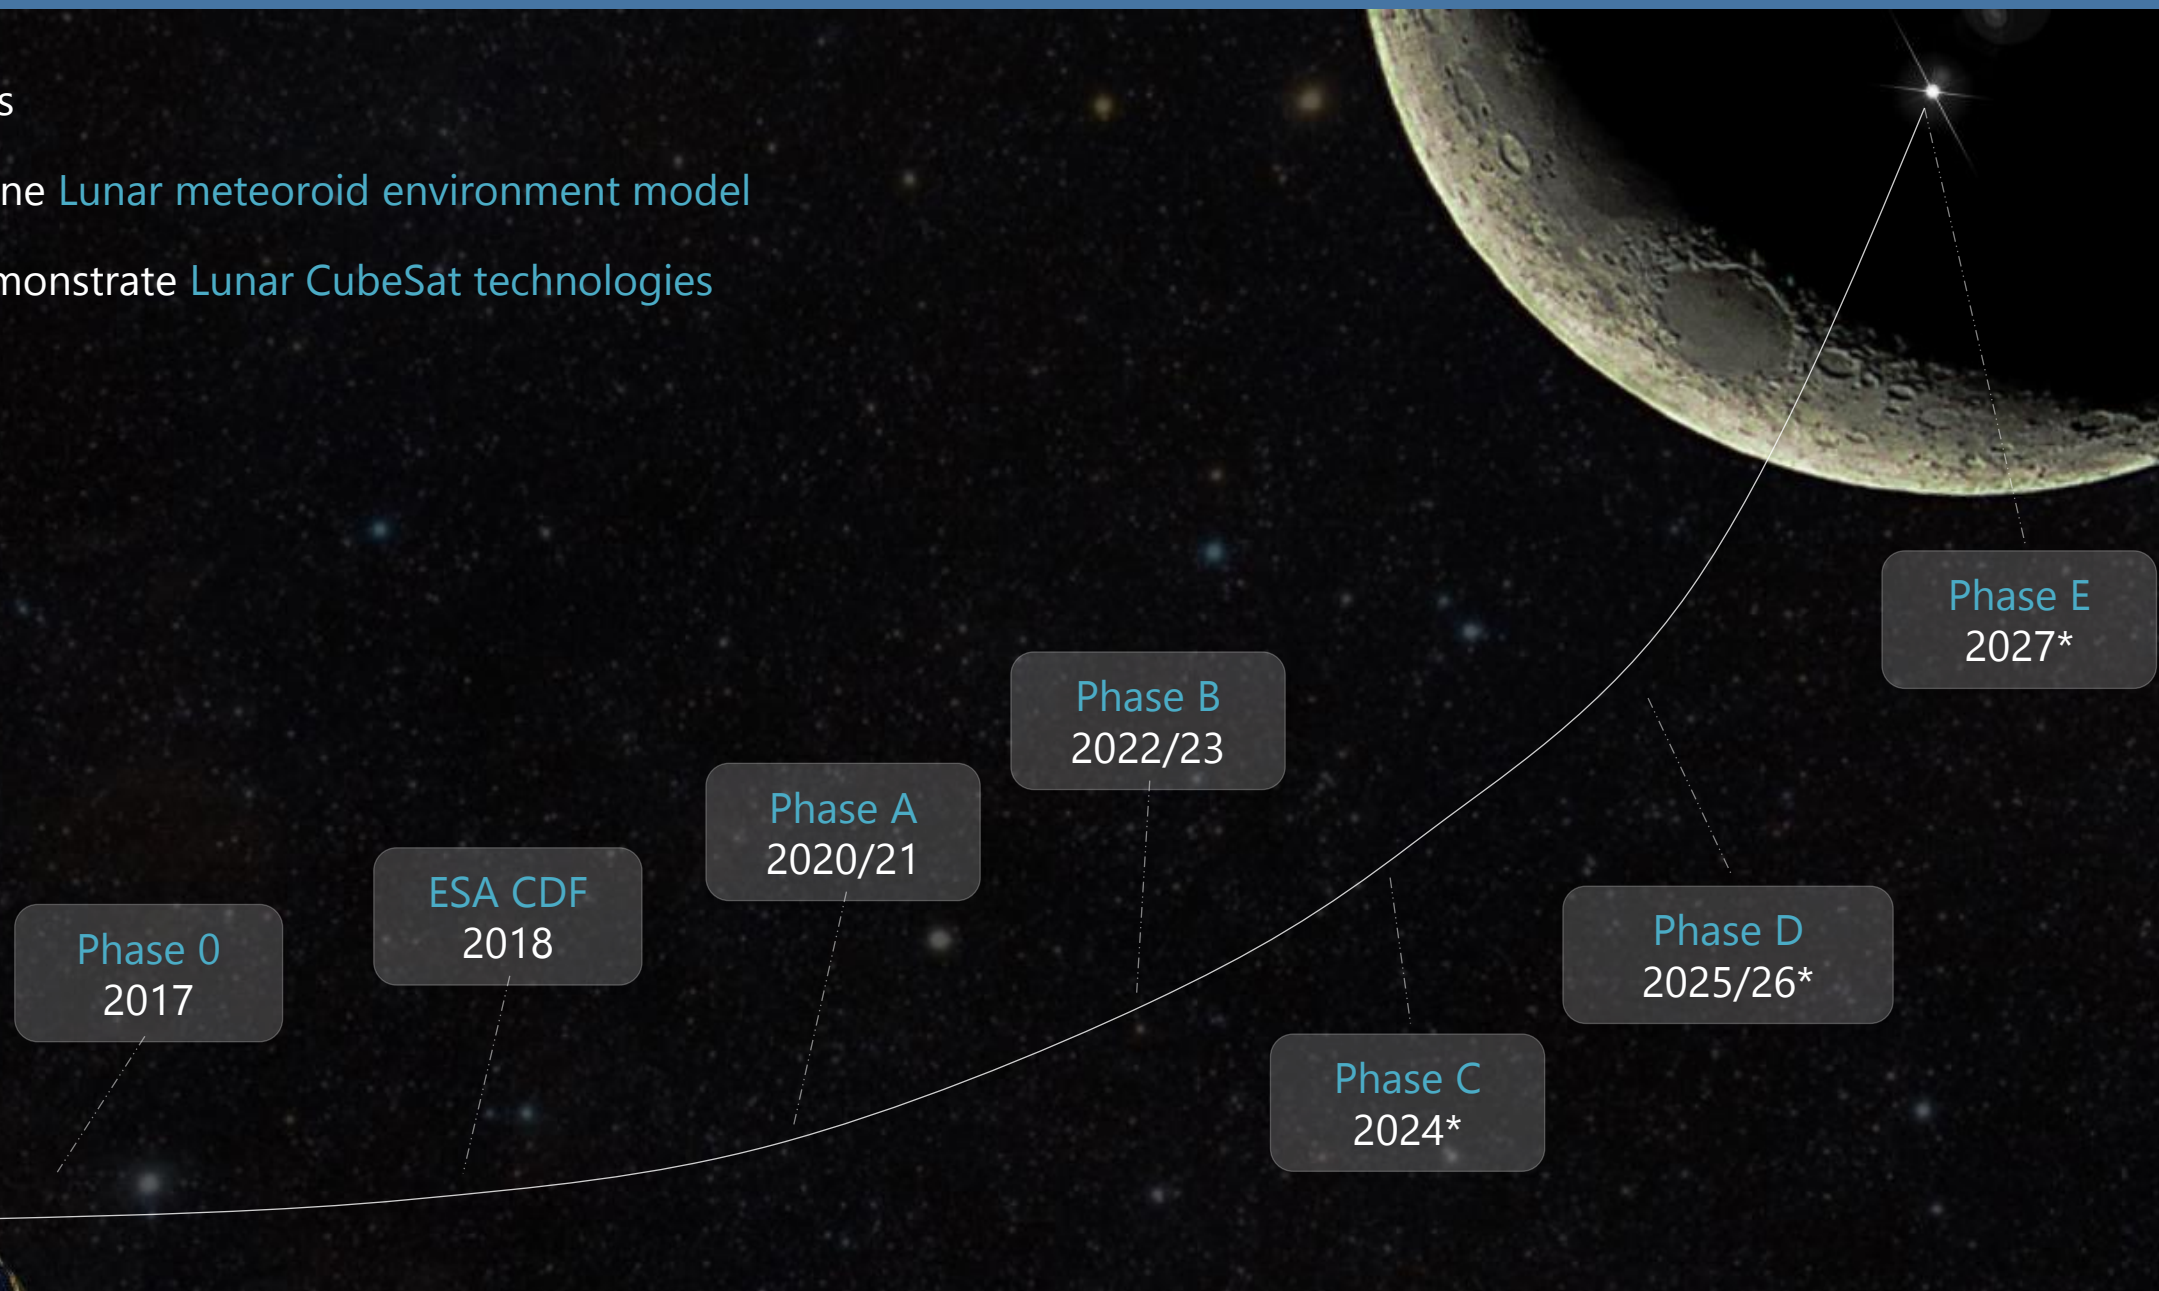 s
ne Lunar meteoroid environment model
monstrate Lunar CubeSat technologies
Phase E
2027*
Phase B
2022/23
Phase A
2020/21
ESA CDF
2018
Phase D
2025/26*
Phase 0
2017
Phase C
2024*